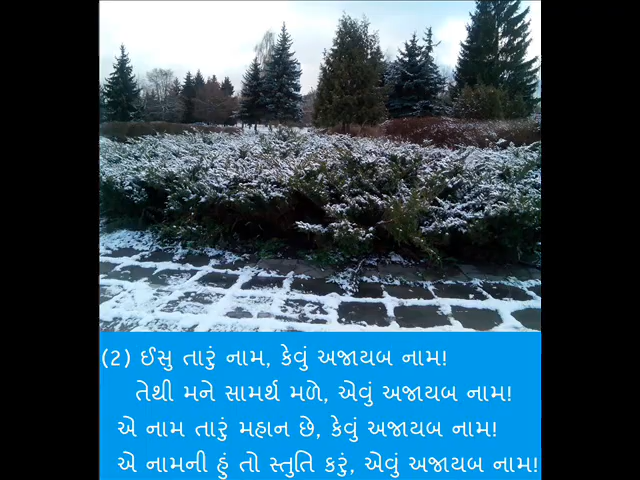 (2) ઈસુ તારું નામ, કેવું અજાયબ નામ!
તેથી મને સામર્થ મળે, એવું અજાયબ નામ!
એ નામ તારું મહાન છે, કેવું અજાયબ નામ!
એ નામની હું તો સ્તુતિ કરું, એવું અજાયબ નામ!